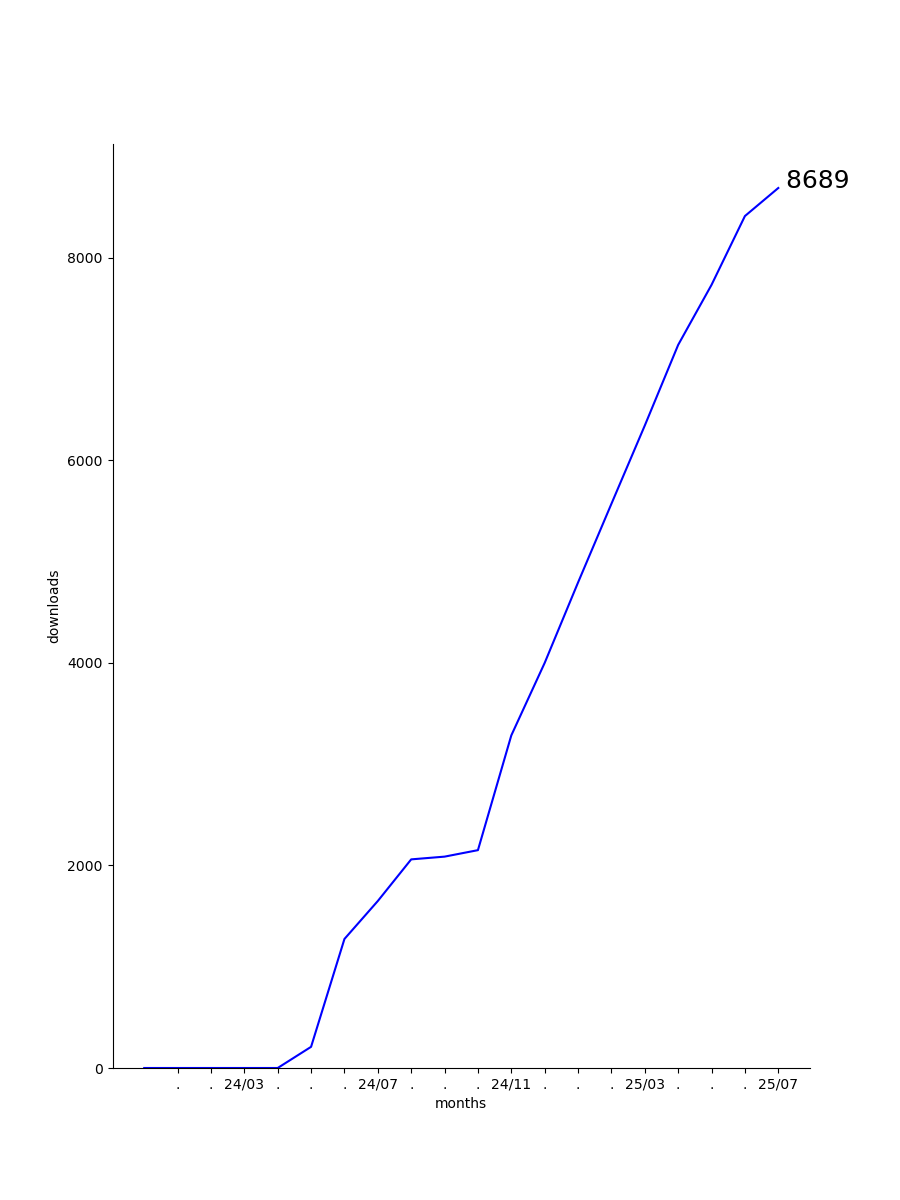 8689
8000
6000
4000
2000
0
downloads
. . 24/03 . . . 24/07 . . . 24/11 . . . 25/03 . . . 25/07
months